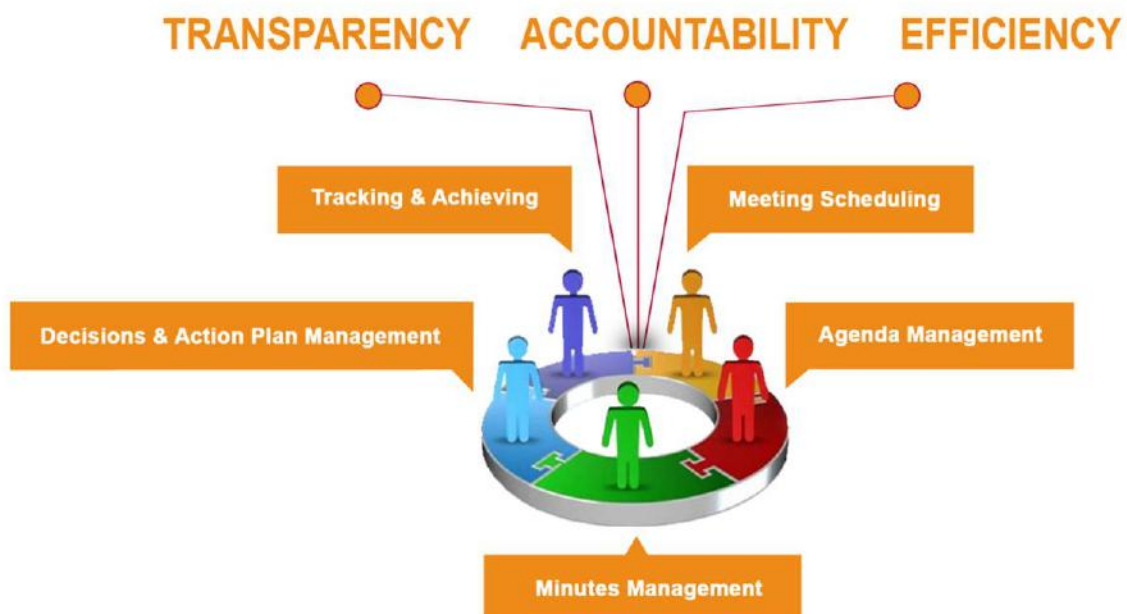 TRANSPARENCY ACCOUNTABILITY EFFICIENCY
Tracking & Achieving
Meeting Scheduling
Decisions & Action Plan Management
Agenda Management
Minutes Management